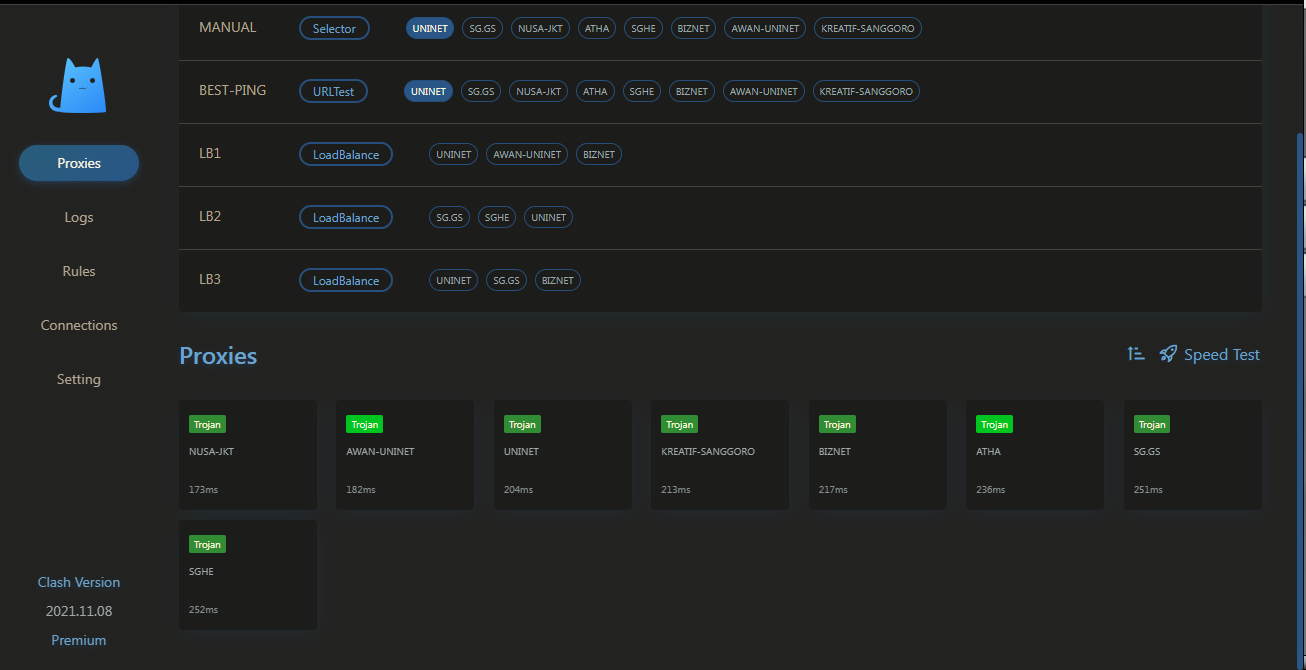 MANUAL Selector UNINET SG.GS NUSA-JKT ATHA SGHE BIZNET AWAN-UNINET KREATIF-SANGGORO
BEST-PING URLTest UNINET SG.GS NUSA-JKT ATHA SGHE BIZNET AWAN-UNINET KREATIF-SANGGORO
LB1 LoadBalance UNINET AWAN-UNINET BIZNET
LB2 LoadBalance SG.GS SGHE UNINET
LB3 LoadBalance UNINET SG.GS BIZNET
Proxies
Logs
Rules
Connections
Setting
Clash Version
2021.11.08
Premium
Proxies
Speed Test
Trojan
NUSA-JKT
173ms
Trojan
AWAN-UNINET
182ms
Trojan
UNINET
204ms
Trojan
KREATIF-SANGGORO
213ms
Trojan
BIZNET
217ms
Trojan
ATHA
236ms
Trojan
SG.GS
251ms
Trojan
SGHE
252ms